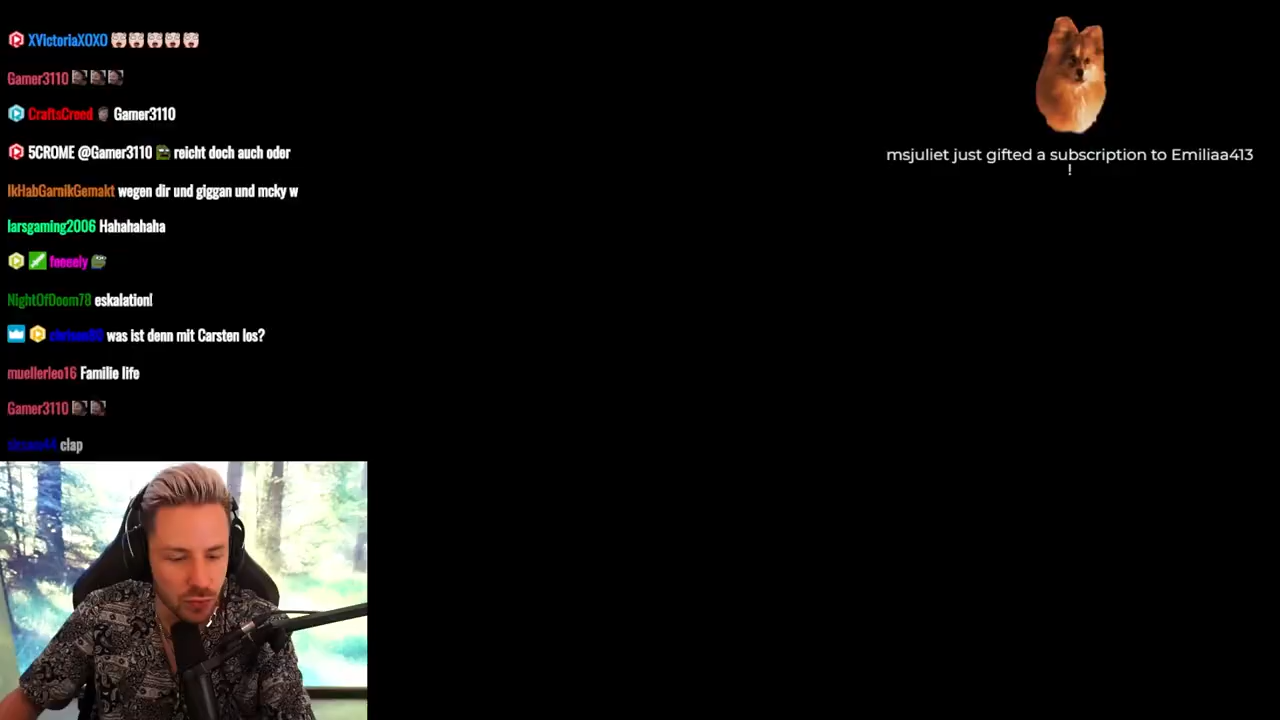 XVictoriaXOXO
Gamer3110
CraftsCreed Gamer3110
5CROME @Gamer3110 reicht doch auch oder
IkHabGarnikGemakt wegen dir und giggan und mcky w
larsgaming2006 Hahahahaha
foeeely
NightOfDoom78 eskalation!
was ist denn mit Carsten los?
muellerleo16 Familie life
Gamer3110
clap
msjuliet just gifted a subscription to Emiliaa413
!